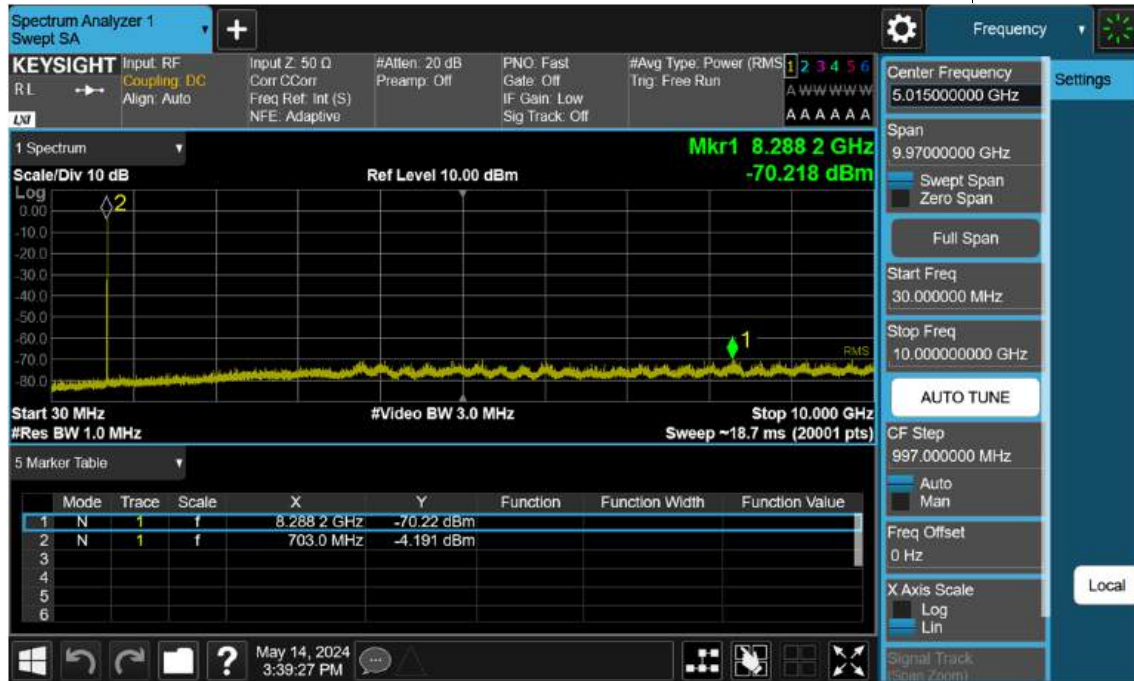 Spectrum Analyzer 1
Swept SA
Frequency
KEYSIGHT
RL
LXI
Input: RF
Coupling: DC
Align: Auto
Input Z: 50 Ω
Corr CCorr
Freq Ref: Int (S)
NFE: Adaptive
#Atten: 20 dB
Preamp: Off
PNO: Fast
Gate: Off
IF Gain: Low
Sig Track: Off
#Avg Type: Power (RMS
Trig: Free Run
1 2 3 4 5 6
A W W W W W
A A A A A A
1 Spectrum
Scale/Div 10 dB
Ref Level 10.00 dBm
Mkr1 8.288 2 GHz
-70.218 dBm
Log
0.00
-10.0
-20.0
-30.0
-40.0
-50.0
-60.0
-70.0
-80.0
2
1
RMS
Start 30 MHz
#Video BW 3.0 MHz
Stop 10.000 GHz
#Res BW 1.0 MHz
Sweep ~18.7 ms (20001 pts)
5 Marker Table
Mode Trace Scale X Y Function Function Width Function Value
1 N 1 f 8.288 2 GHz -70.22 dBm
2 N 1 f 703.0 MHz -4.191 dBm
3
4
5
6
?
May 14, 2024
3:39:27 PM
Center Frequency
5.015000000 GHz
Settings
Span
9.97000000 GHz
Swept Span
Zero Span
Full Span
Start Freq
30.000000 MHz
Stop Freq
10.000000000 GHz
AUTO TUNE
CF Step
997.000000 MHz
Auto
Man
Freq Offset
0 Hz
Local
X Axis Scale
Log
Lin
Signal Track
(Span Zoom)